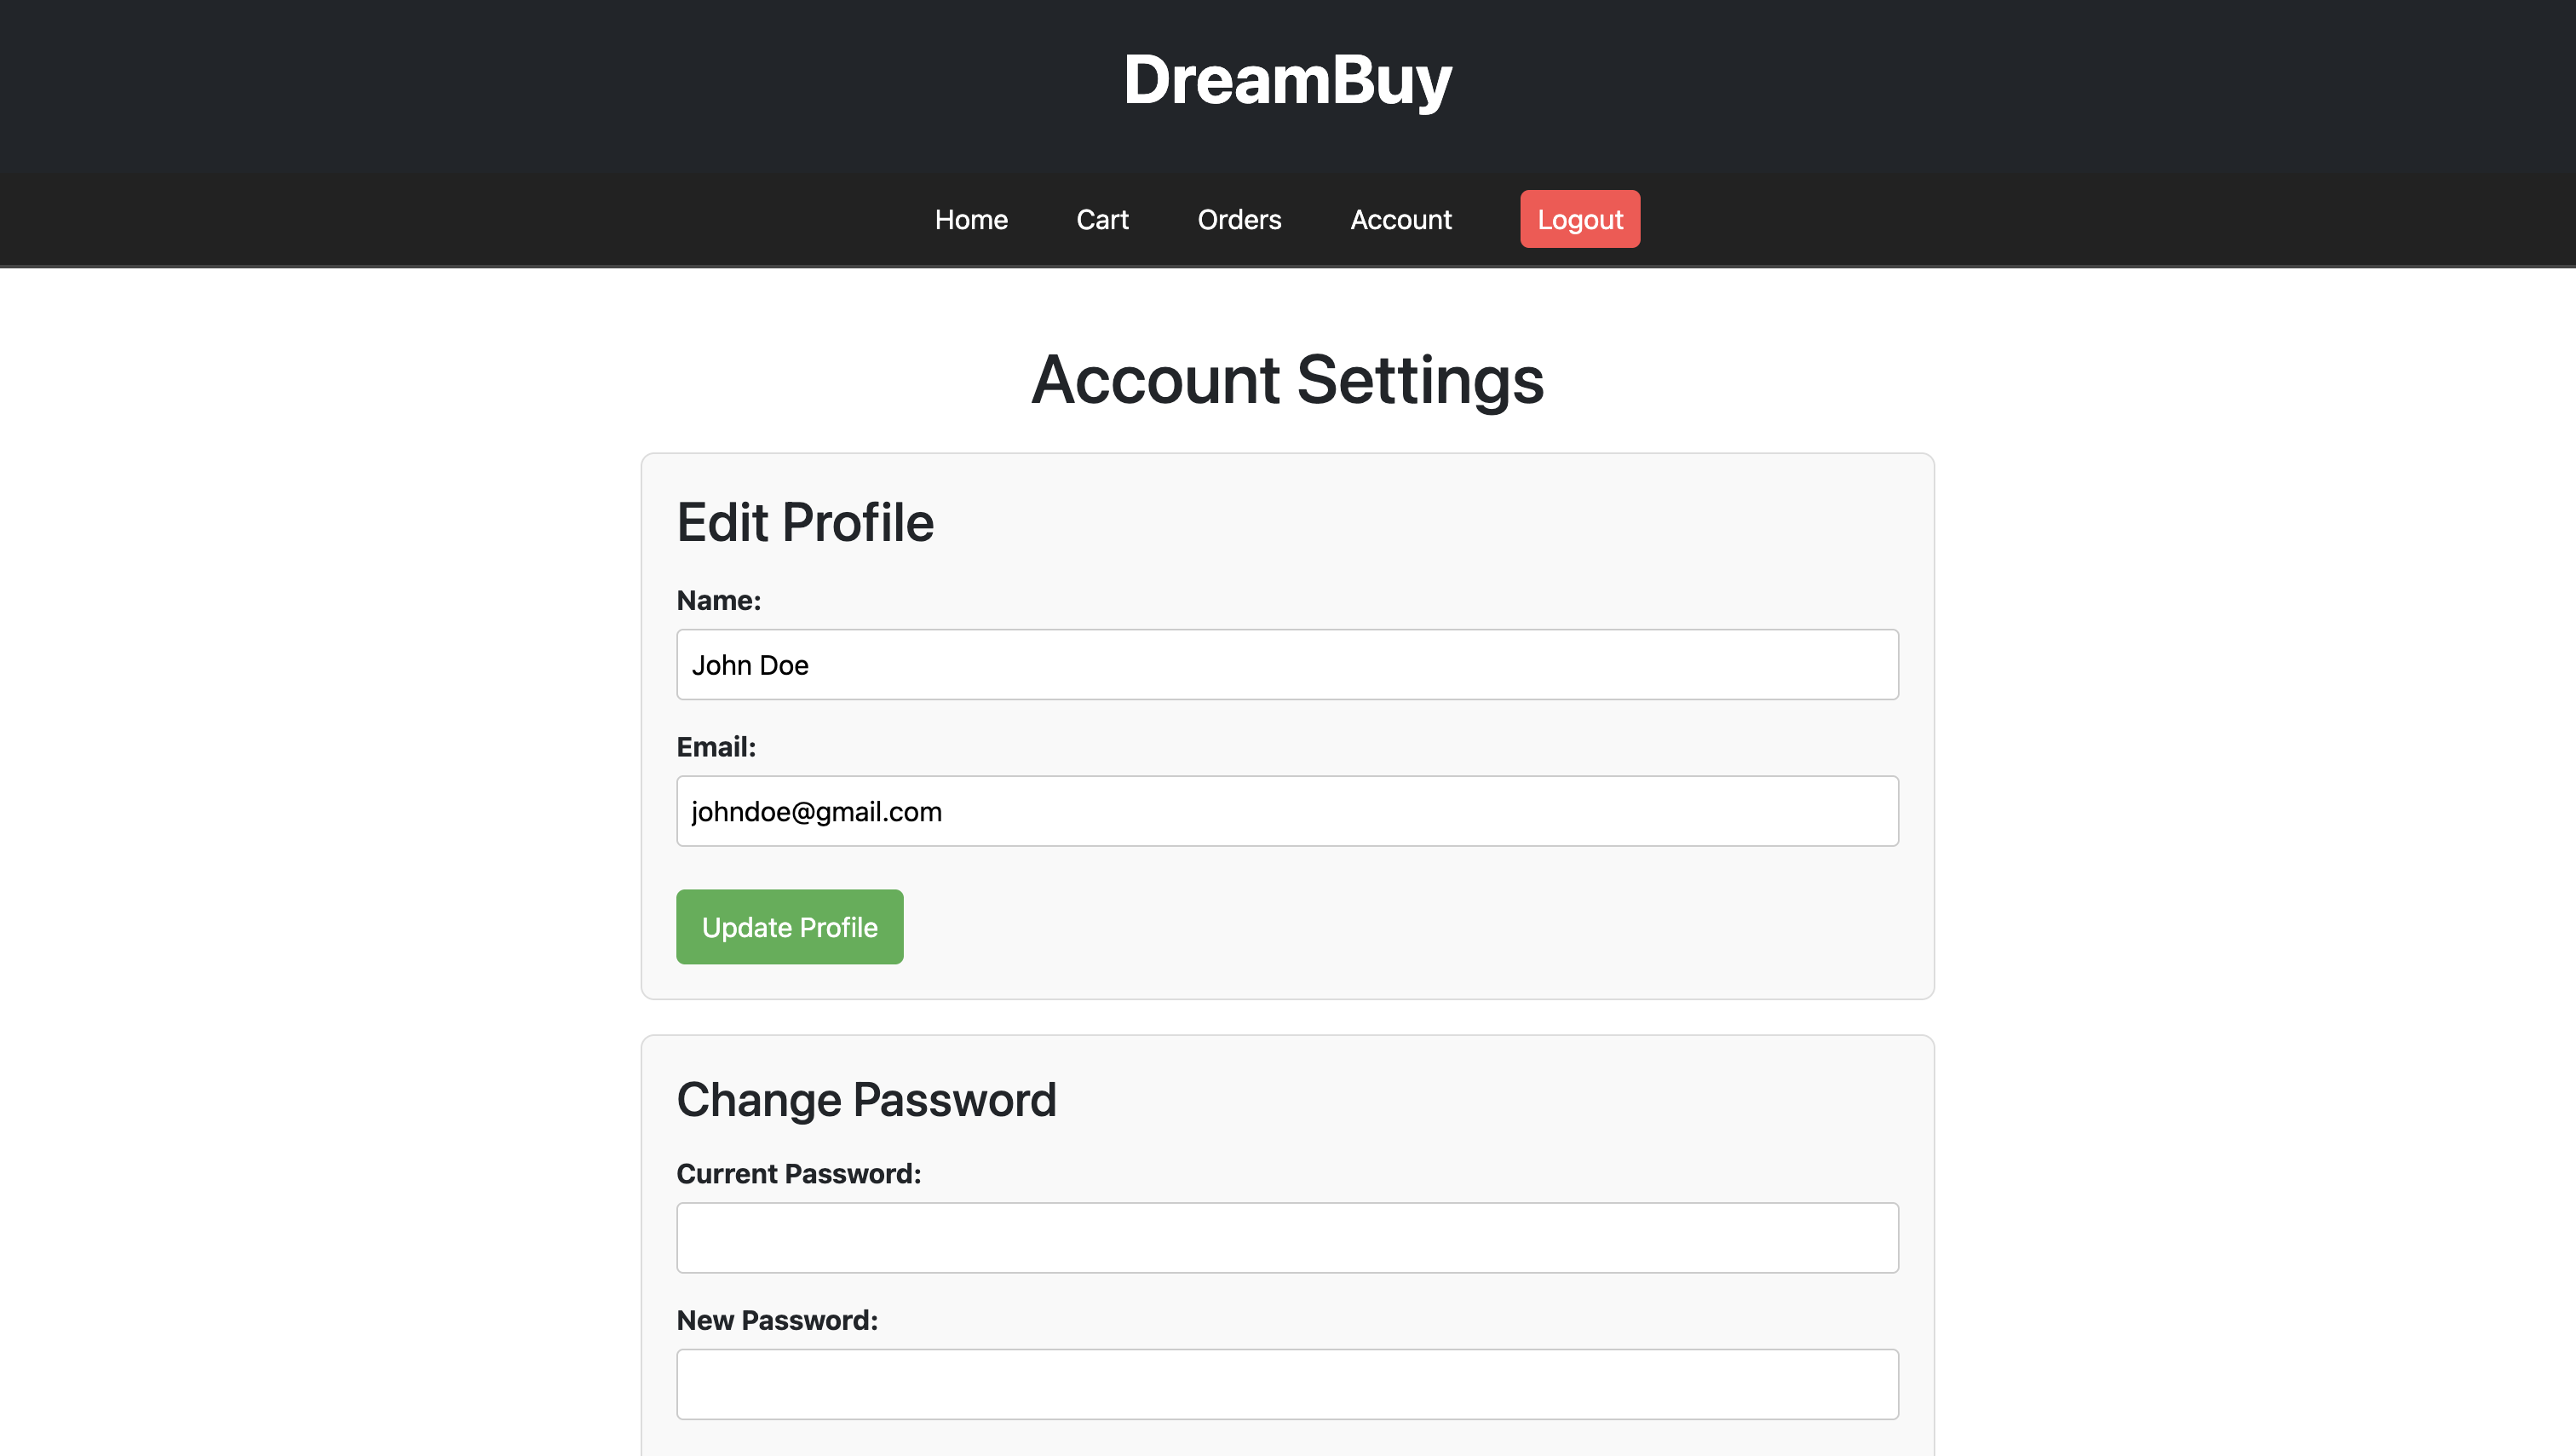 DreamBuy
Home Cart Orders Account Logout
Account Settings
Edit Profile
Name:
John Doe
Email:
johndoe@gmail.com
Update Profile
Change Password
Current Password:
New Password: